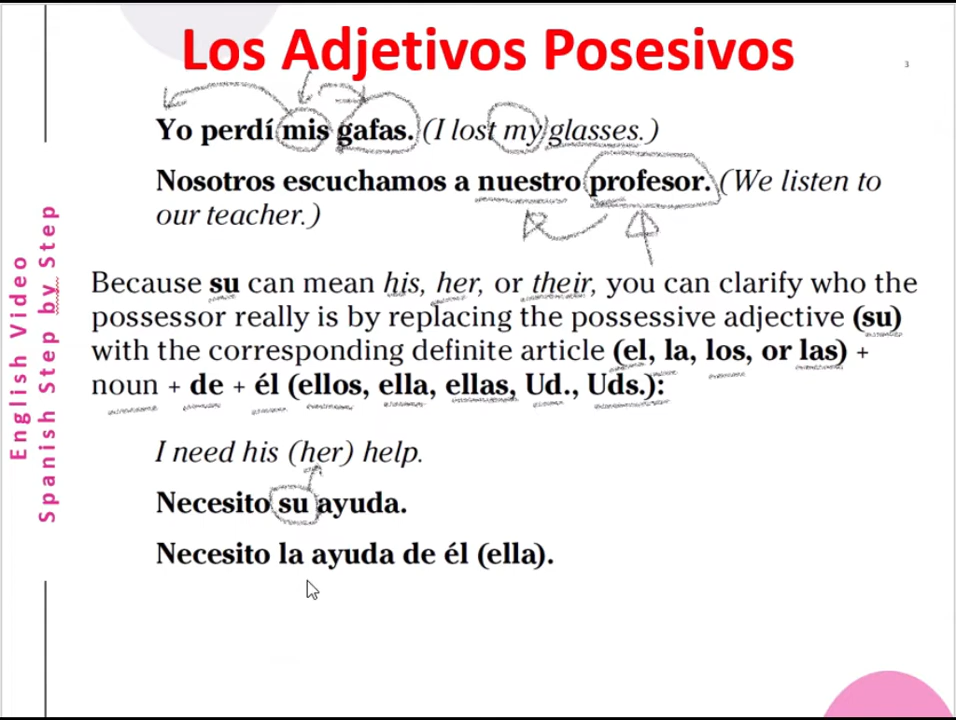 Los Adjetivos Posesivos
3
Yo perdí mis gafas. (I lost my glasses.)
Nosotros escuchamos a nuestro profesor. (We listen to
our teacher.)
Because su can mean his, her, or their, you can clarify who the
possessor really is by replacing the possessive adjective (su)
with the corresponding definite article (el, la, los, or las) +
noun + de + él (ellos, ella, ellas, Ud., Uds.):
I need his (her) help.
Necesito su ayuda.
Necesito la ayuda de él (ella).
English Video
Spanish Step by Step